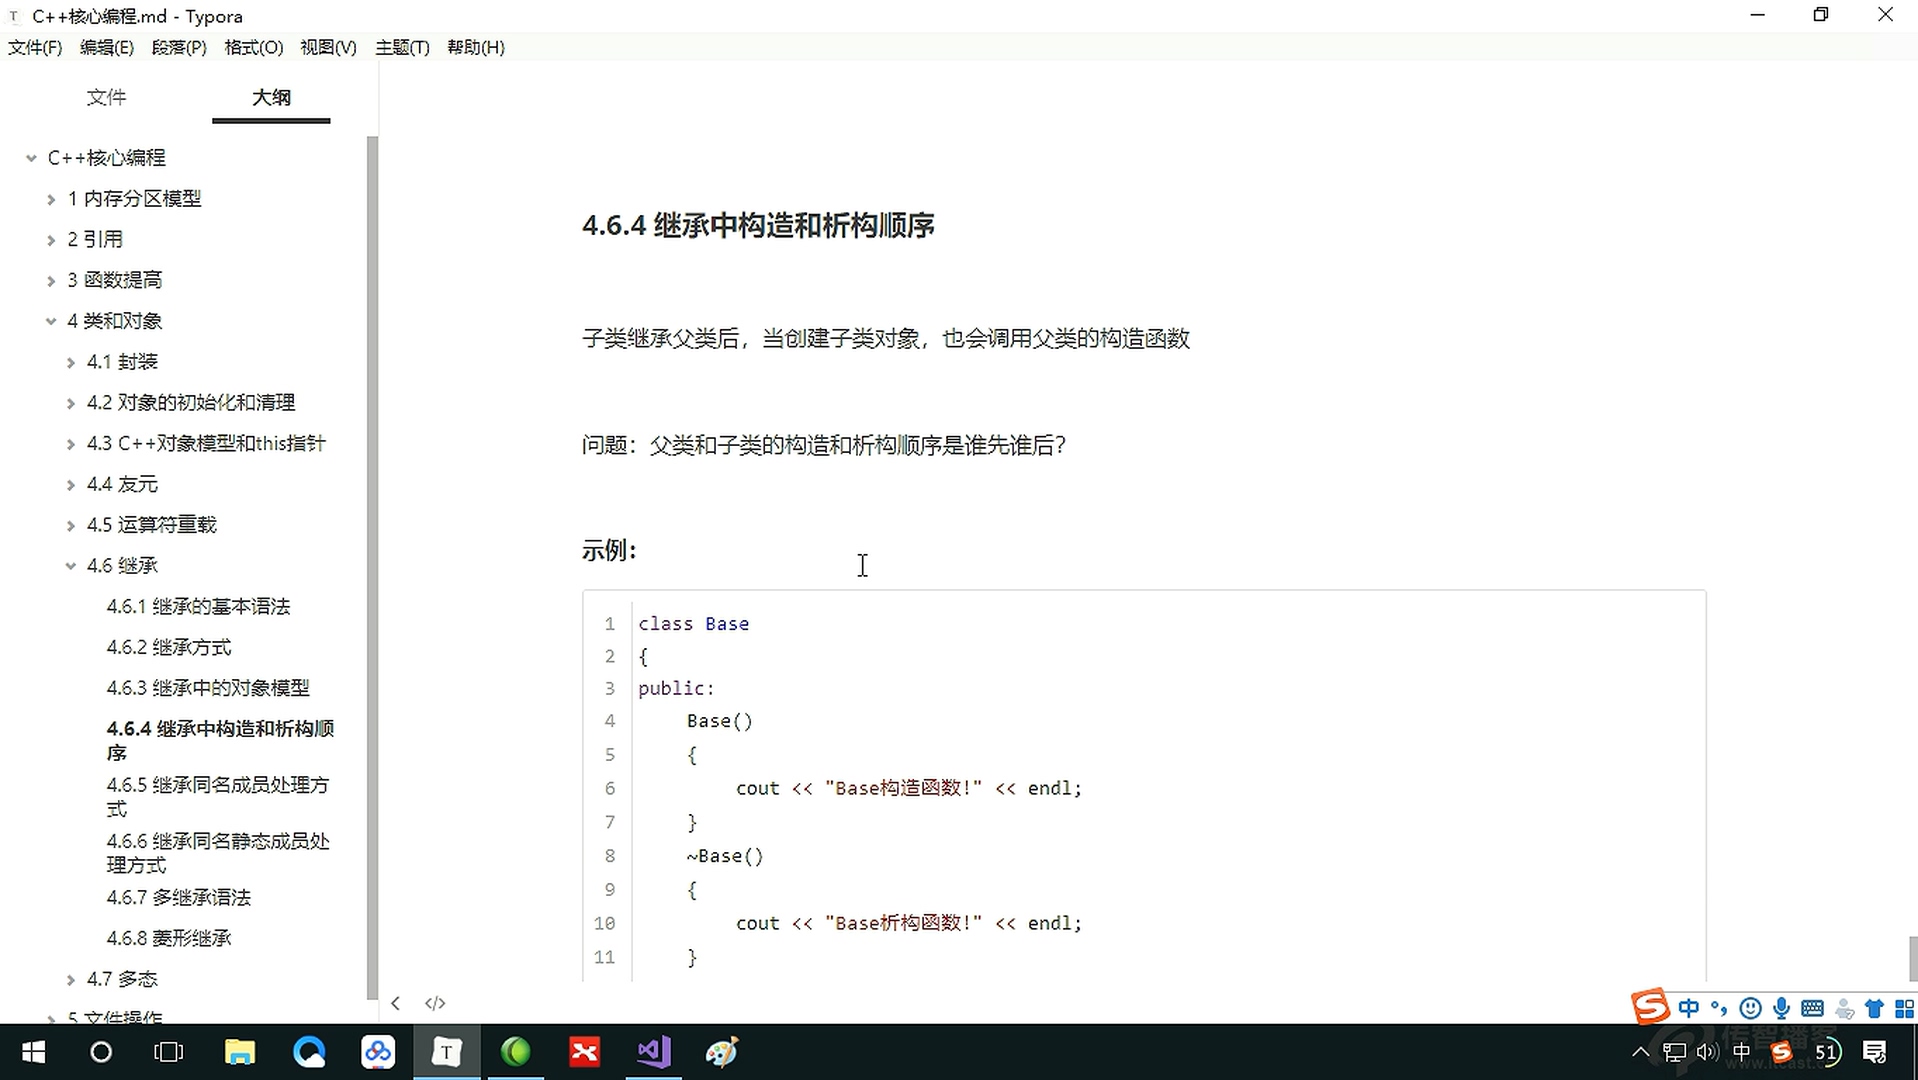 C++核心编程.md - Typora
文件(F) 编辑(E) 段落(P) 格式(O) 视图(V) 主题(T) 帮助(H)
文件 大纲
C++核心编程
1 内存分区模型
2 引用
3 函数提高
4 类和对象
4.1 封装
4.2 对象的初始化和清理
4.3 C++对象模型和this指针
4.4 友元
4.5 运算符重载
4.6 继承
4.6.1 继承的基本语法
4.6.2 继承方式
4.6.3 继承中的对象模型
4.6.4 继承中构造和析构顺
序
4.6.5 继承同名成员处理方
式
4.6.6 继承同名静态成员处
理方式
4.6.7 多继承语法
4.6.8 菱形继承
4.7 多态
5 文件操作
4.6.4 继承中构造和析构顺序
子类继承父类后，当创建子类对象，也会调用父类的构造函数
问题：父类和子类的构造和析构顺序是谁先谁后？
示例：
1 class Base
2 {
3 public:
4 Base()
5 {
6 cout << "Base构造函数!" << endl;
7 }
8 ~Base()
9 {
10 cout << "Base析构函数!" << endl;
11 }
中
中 51
传智播客
www.itcast.cn